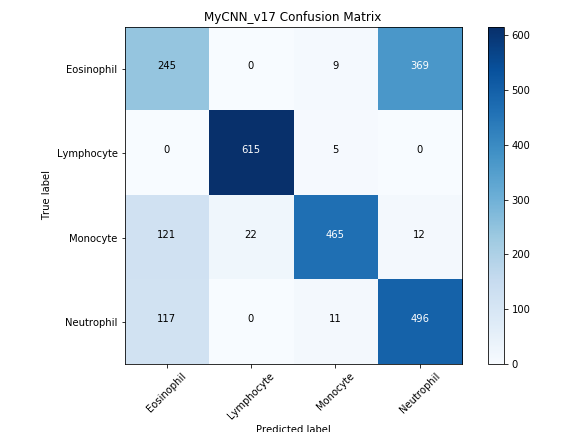 MyCNN_v17 Confusion Matrix
True label
Eosinophil 245 0 9 369
Lymphocyte 0 615 5 0
Monocyte 121 22 465 12
Neutrophil 117 0 11 496
Eosinophil Lymphocyte Monocyte Neutrophil
Predicted label
600
500
400
300
200
100
0